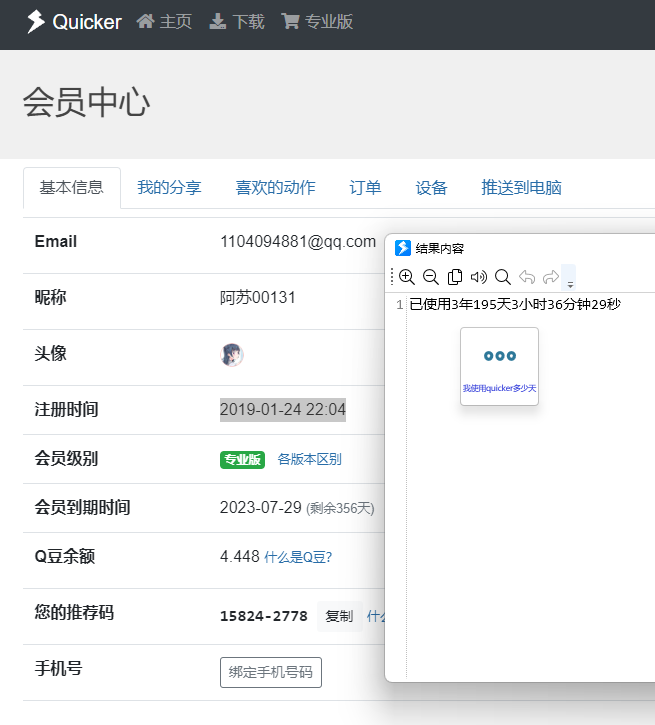 Quicker 主页 下载 专业版
会员中心
基本信息 我的分享 喜欢的动作 订单 设备 推送到电脑
Email 1104094881@qq.com
昵称 阿苏00131
头像
注册时间 2019-01-24 22:04
会员级别 专业版 各版本区别
会员到期时间 2023-07-29 (剩余356天)
Q豆余额 4.448 什么是Q豆?
您的推荐码 15824-2778 复制 什么
手机号 绑定手机号码
结果内容
1 已使用3年195天3小时36分钟29秒
我使用quicker多少天